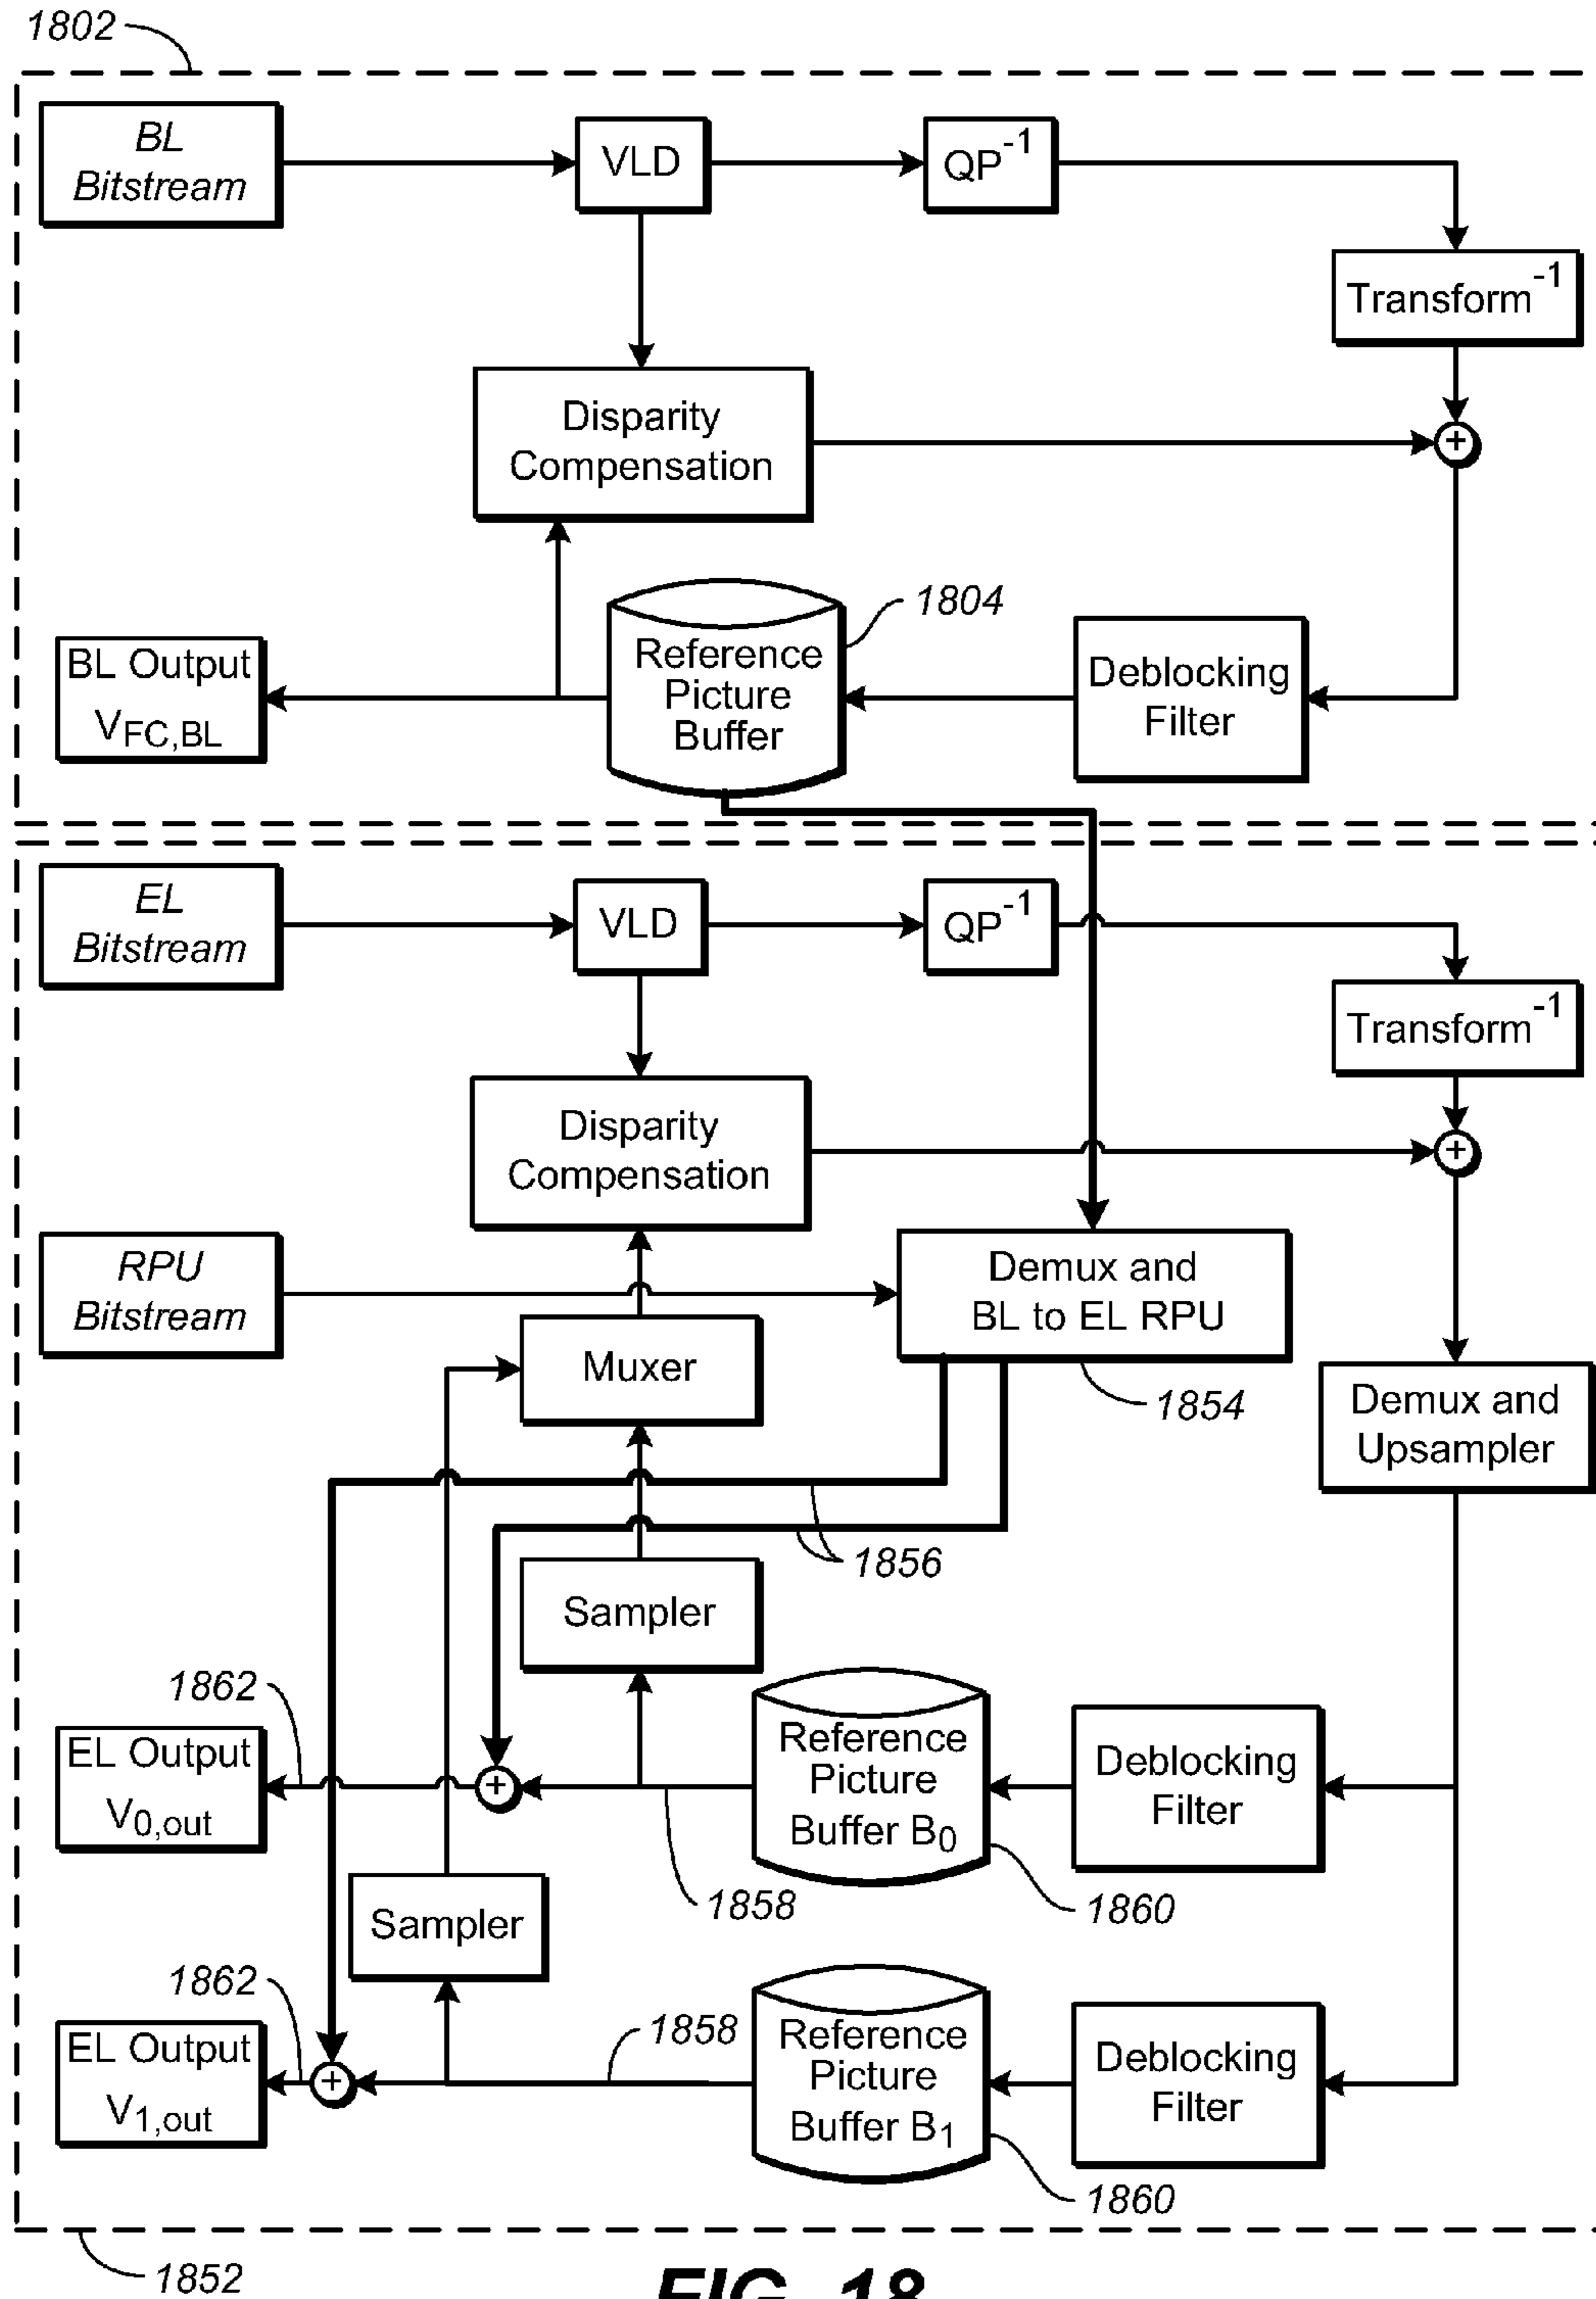 1802
BL
Bitstream
VLD
QP-1
Transform-1
Disparity
Compensation
+
1804
BL Output
VFC,BL
Reference
Picture
Buffer
Deblocking
Filter
EL
Bitstream
VLD
QP-1
Transform-1
Disparity
Compensation
+
RPU
Bitstream
Demux and
BL to EL RPU
Muxer
1854
Demux and
Upsampler
1856
Sampler
1862
EL Output
V0,out
+
Reference
Picture
Buffer B0
Deblocking
Filter
1858
1860
Sampler
1862
EL Output
V1,out
+
1858
Reference
Picture
Buffer B1
Deblocking
Filter
1860
1852
FIG. 18